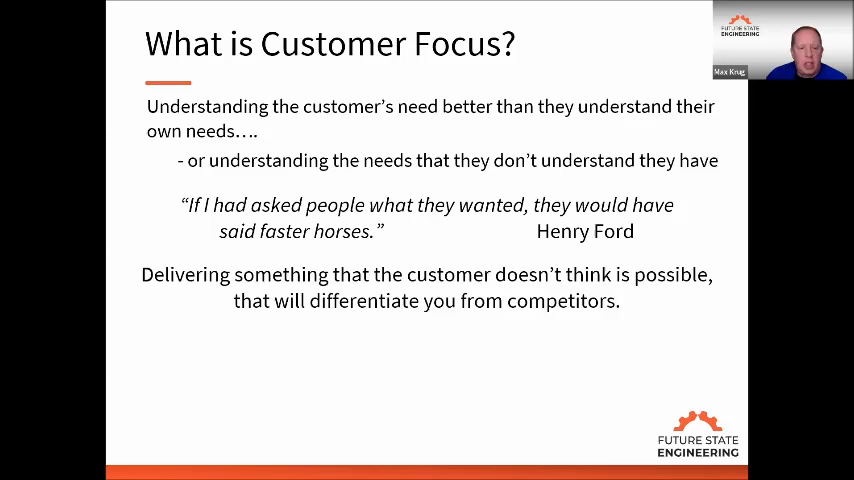 What is Customer Focus?
Understanding the customer's need better than they understand their
own needs....
- or understanding the needs that they don't understand they have
“If I had asked people what they wanted, they would have
said faster horses.” Henry Ford
Delivering something that the customer doesn't think is possible,
that will differentiate you from competitors.
FUTURE STATE
ENGINEERING
Max Krug
FUTURE STATE
ENGINEERING